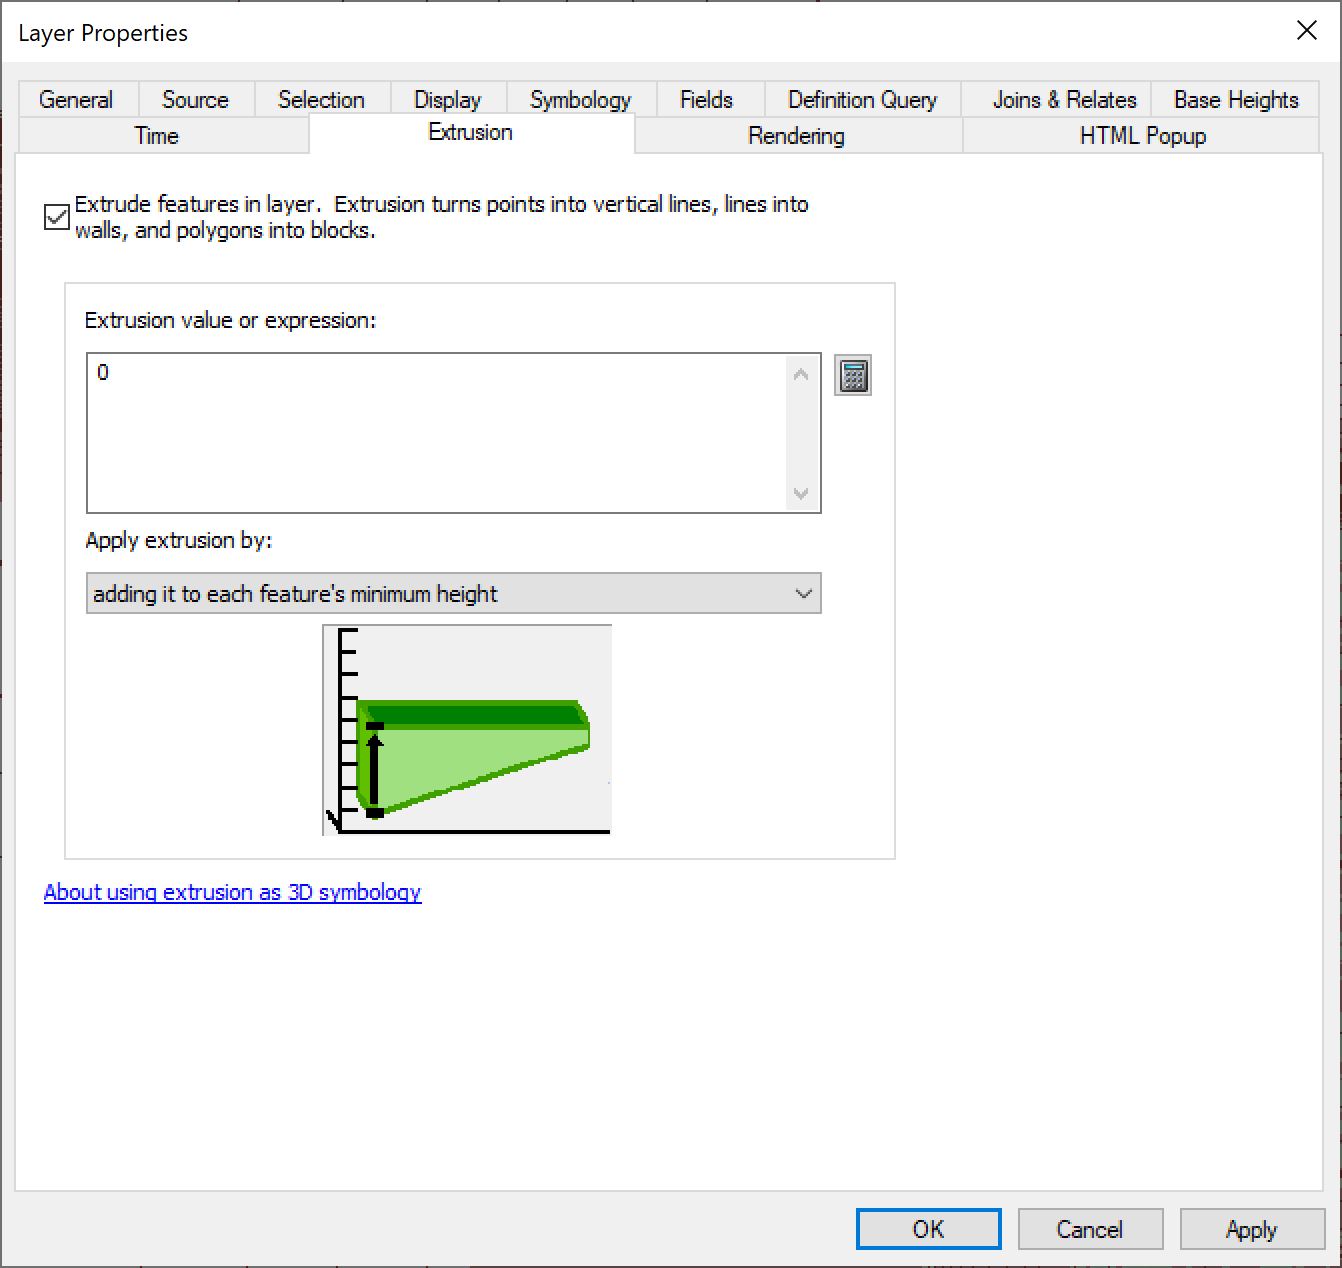 Layer Properties
General Source Selection Display Symbology Fields Definition Query Joins & Relates Base Heights
Time Extrusion Rendering HTML Popup
Extrude features in layer.  Extrusion turns points into vertical lines, lines into
walls, and polygons into blocks.
Extrusion value or expression:
0
Apply extrusion by:
adding it to each feature's minimum height
About using extrusion as 3D symbology
OK Cancel Apply